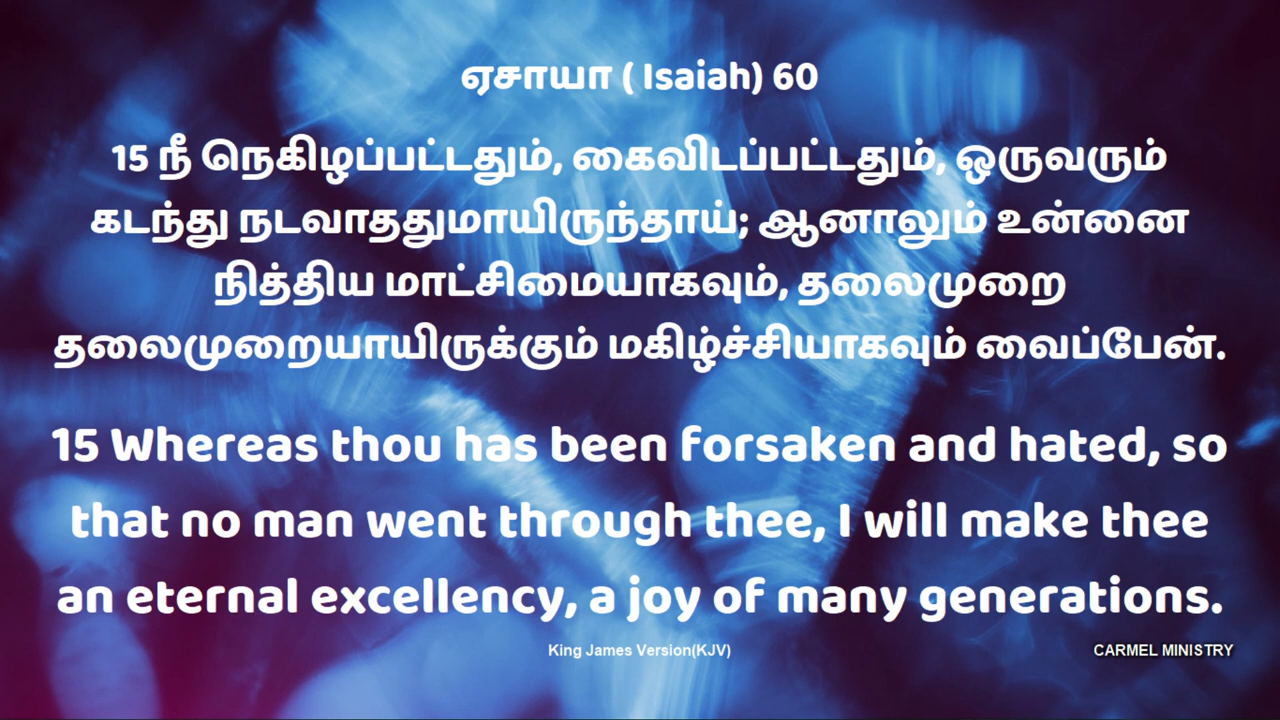 ஏசாயா ( Isaiah) 60
15 நீ நெகிழப்பட்டதும், கைவிடப்பட்டதும், ஒருவரும்
கடந்து நடவாததுமாயிருந்தாய்; ஆனாலும் உன்னை
நித்திய மாட்சிமையாகவும், தலைமுறை
தலைமுறையாயிருக்கும் மகிழ்ச்சியாகவும் வைப்பேன்.
15 Whereas thou has been forsaken and hated, so
that no man went through thee, I will make thee
an eternal excellency, a joy of many generations.
King James Version(KJV)
CARMEL MINISTRY